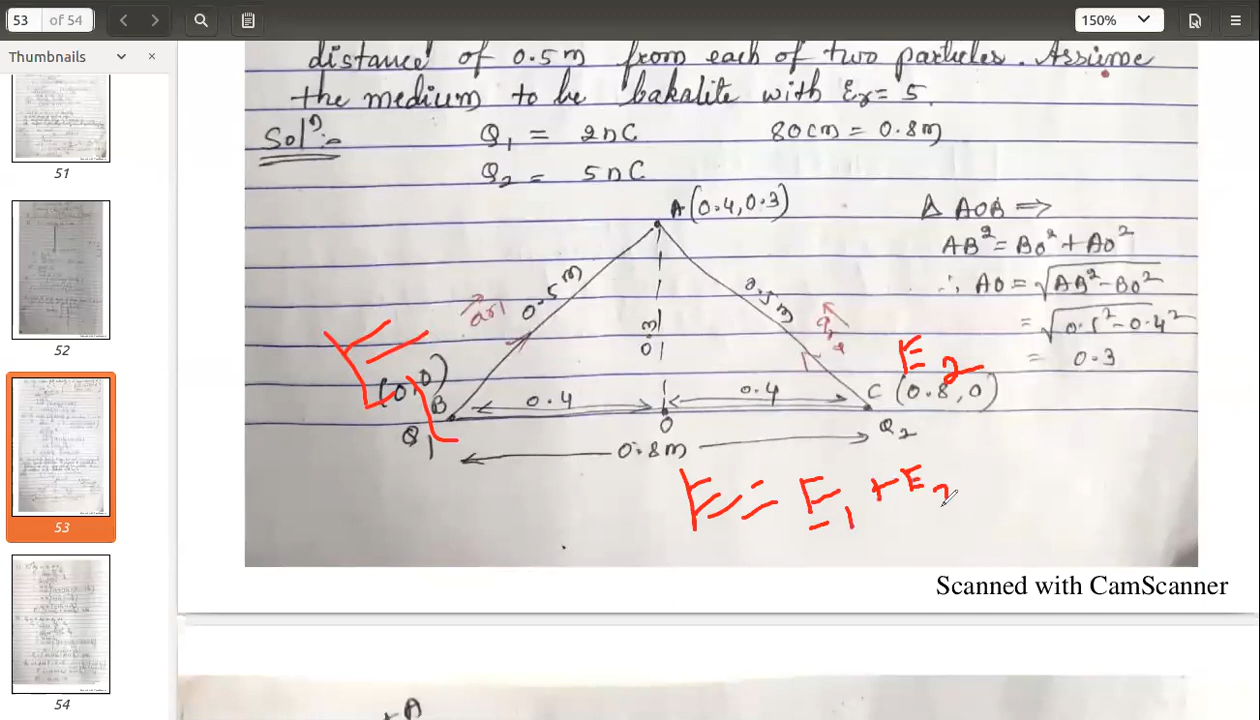 53 of 54
150%
Thumbnails
51
52
53
54
distance of 0.5m from each of two particles. Assume
the medium to be bakalite with εr = 5.
Solⁿ:-
Q1 = 2nC
80cm = 0.8m
Q2 = 5nC
A(0.4,0.3)
Δ AOB ⇒
AB² = BO² + AO²
∴ AO = √AB² - BO²
= √0.5² - 0.4²
= 0.3
ar1
0.5m
0.5m
E1
E2
(0,0)
B
0.4
0.4
C (0.8,0)
Q1
O
Q2
0.8m
E = E1 + E2
Scanned with CamScanner
A